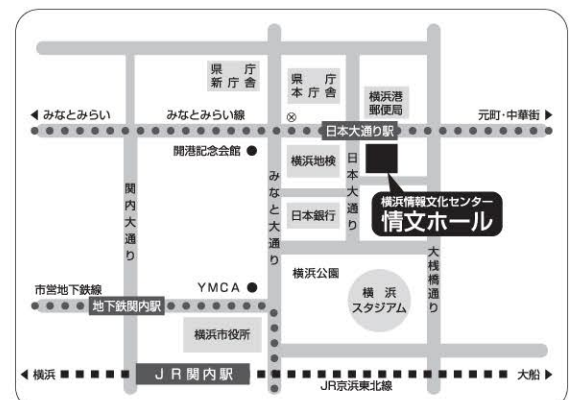 県庁
新庁舎
県庁
本庁舎
横浜港
郵便局
◀ みなとみらい
みなとみらい線
元町・中華街 ▶
日本大通り駅
開港記念会館
横浜地検
日本大通り
みなと大通り
関内大通り
横浜情報文化センター
情文ホール
日本銀行
大桟橋通り
横浜公園
市営地下鉄線
YMCA
地下鉄関内駅
横浜
スタジアム
横浜市役所
◀ 横浜
JR関内駅
大船 ▶
JR京浜東北線